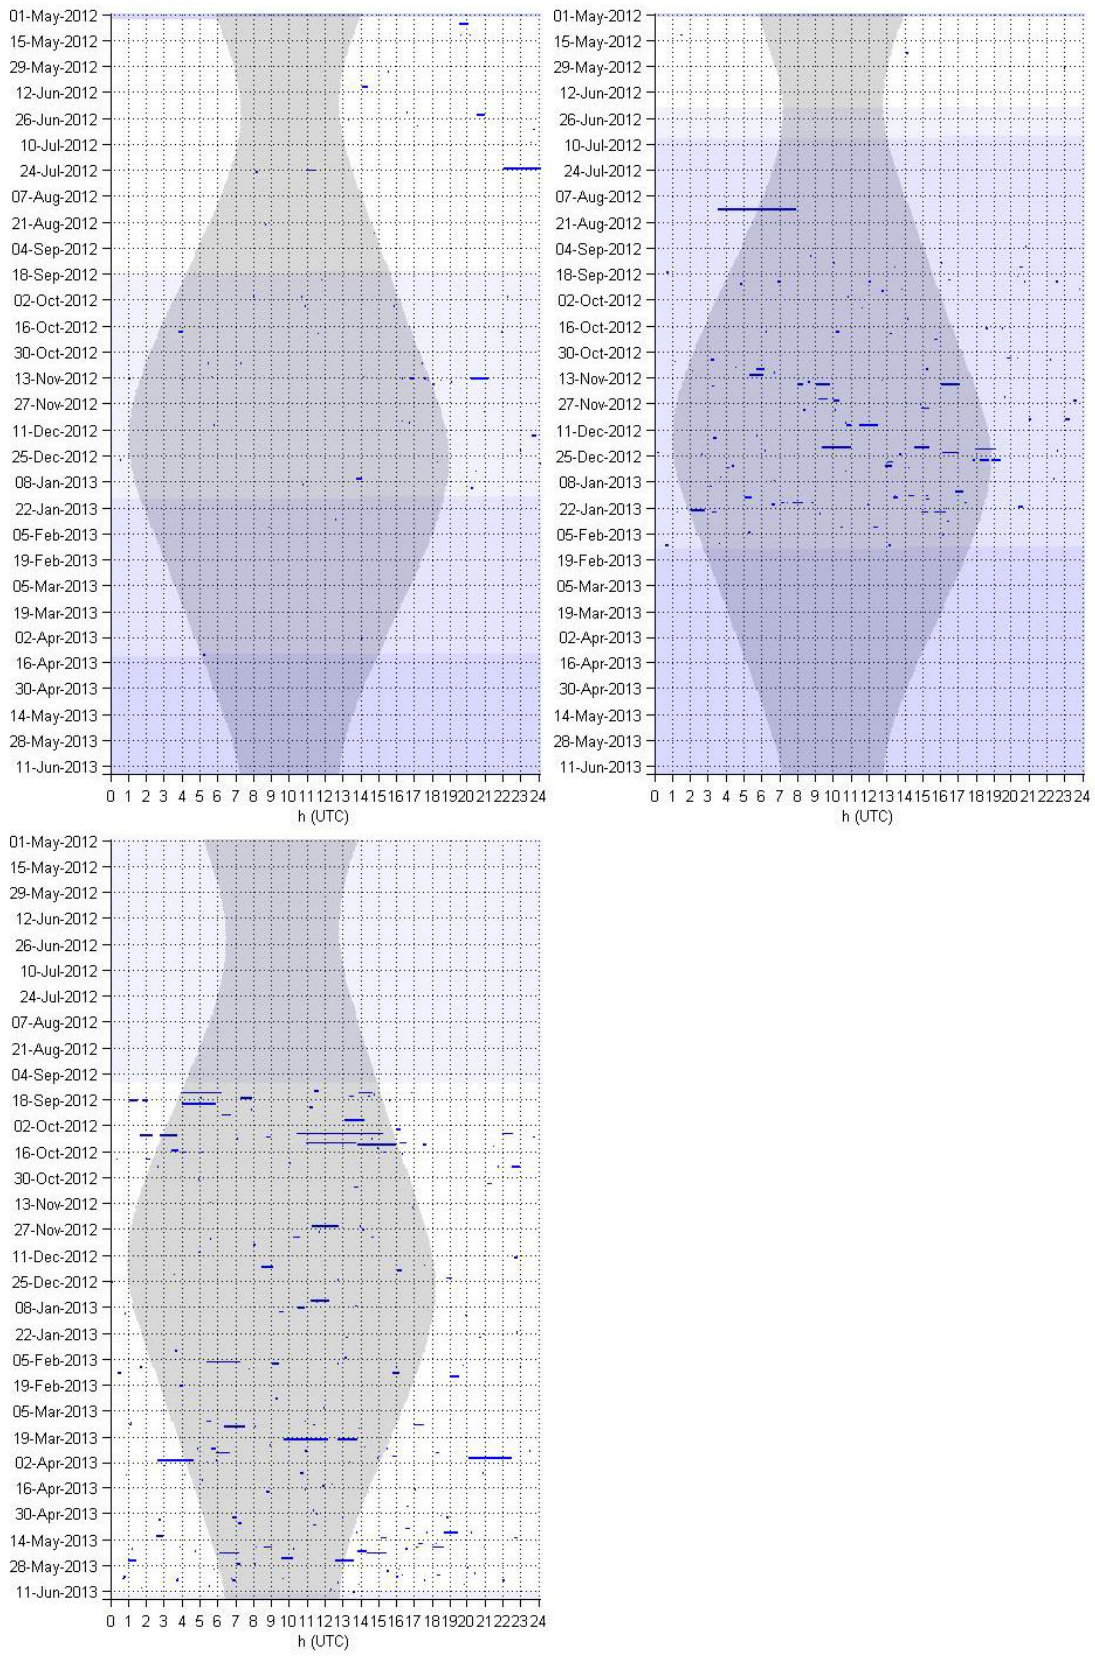 01-May-2012
15-May-2012
29-May-2012
12-Jun-2012
26-Jun-2012
10-Jul-2012
24-Jul-2012
07-Aug-2012
21-Aug-2012
04-Sep-2012
18-Sep-2012
02-Oct-2012
16-Oct-2012
30-Oct-2012
13-Nov-2012
27-Nov-2012
11-Dec-2012
25-Dec-2012
08-Jan-2013
22-Jan-2013
05-Feb-2013
19-Feb-2013
05-Mar-2013
19-Mar-2013
02-Apr-2013
16-Apr-2013
30-Apr-2013
14-May-2013
28-May-2013
11-Jun-2013
0 1 2 3 4 5 6 7 8 9 10 11 12 13 14 15 16 17 18 19 20 21 22 23 24
h (UTC)
01-May-2012
15-May-2012
29-May-2012
12-Jun-2012
26-Jun-2012
10-Jul-2012
24-Jul-2012
07-Aug-2012
21-Aug-2012
04-Sep-2012
18-Sep-2012
02-Oct-2012
16-Oct-2012
30-Oct-2012
13-Nov-2012
27-Nov-2012
11-Dec-2012
25-Dec-2012
08-Jan-2013
22-Jan-2013
05-Feb-2013
19-Feb-2013
05-Mar-2013
19-Mar-2013
02-Apr-2013
16-Apr-2013
30-Apr-2013
14-May-2013
28-May-2013
11-Jun-2013
0 1 2 3 4 5 6 7 8 9 10 11 12 13 14 15 16 17 18 19 20 21 22 23 24
h (UTC)
01-May-2012
15-May-2012
29-May-2012
12-Jun-2012
26-Jun-2012
10-Jul-2012
24-Jul-2012
07-Aug-2012
21-Aug-2012
04-Sep-2012
18-Sep-2012
02-Oct-2012
16-Oct-2012
30-Oct-2012
13-Nov-2012
27-Nov-2012
11-Dec-2012
25-Dec-2012
08-Jan-2013
22-Jan-2013
05-Feb-2013
19-Feb-2013
05-Mar-2013
19-Mar-2013
02-Apr-2013
16-Apr-2013
30-Apr-2013
14-May-2013
28-May-2013
11-Jun-2013
0 1 2 3 4 5 6 7 8 9 10 11 12 13 14 15 16 17 18 19 20 21 22 23 24
h (UTC)